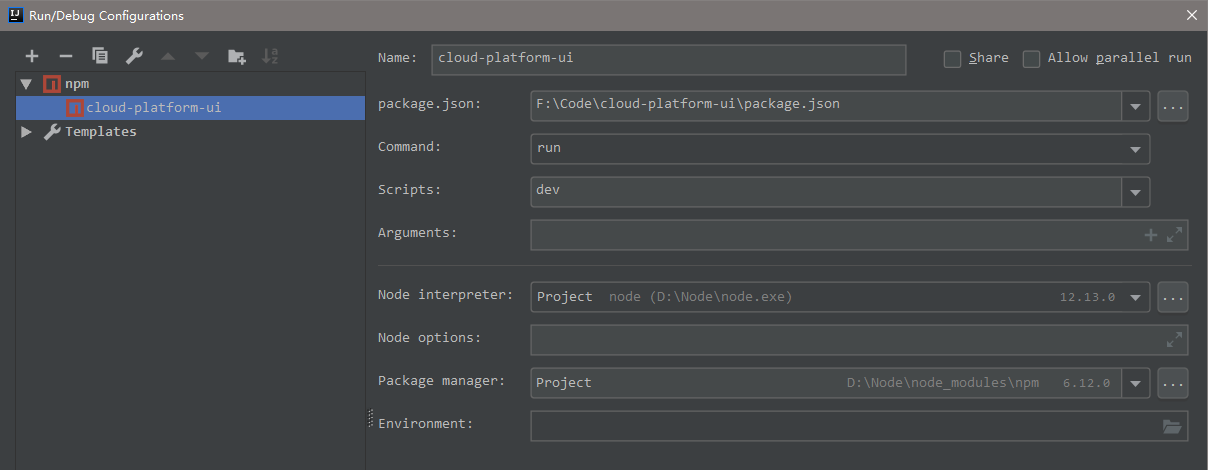 IJ Run/Debug Configurations
npm
cloud-platform-ui
Templates
Name: cloud-platform-ui Share Allow parallel run
package.json: F:\Code\cloud-platform-ui\package.json ...
Command: run
Scripts: dev
Arguments:
Node interpreter: Project node (D:\Node\node.exe) 12.13.0 ...
Node options:
Package manager: Project D:\Node\node_modules\npm 6.12.0 ...
Environment: